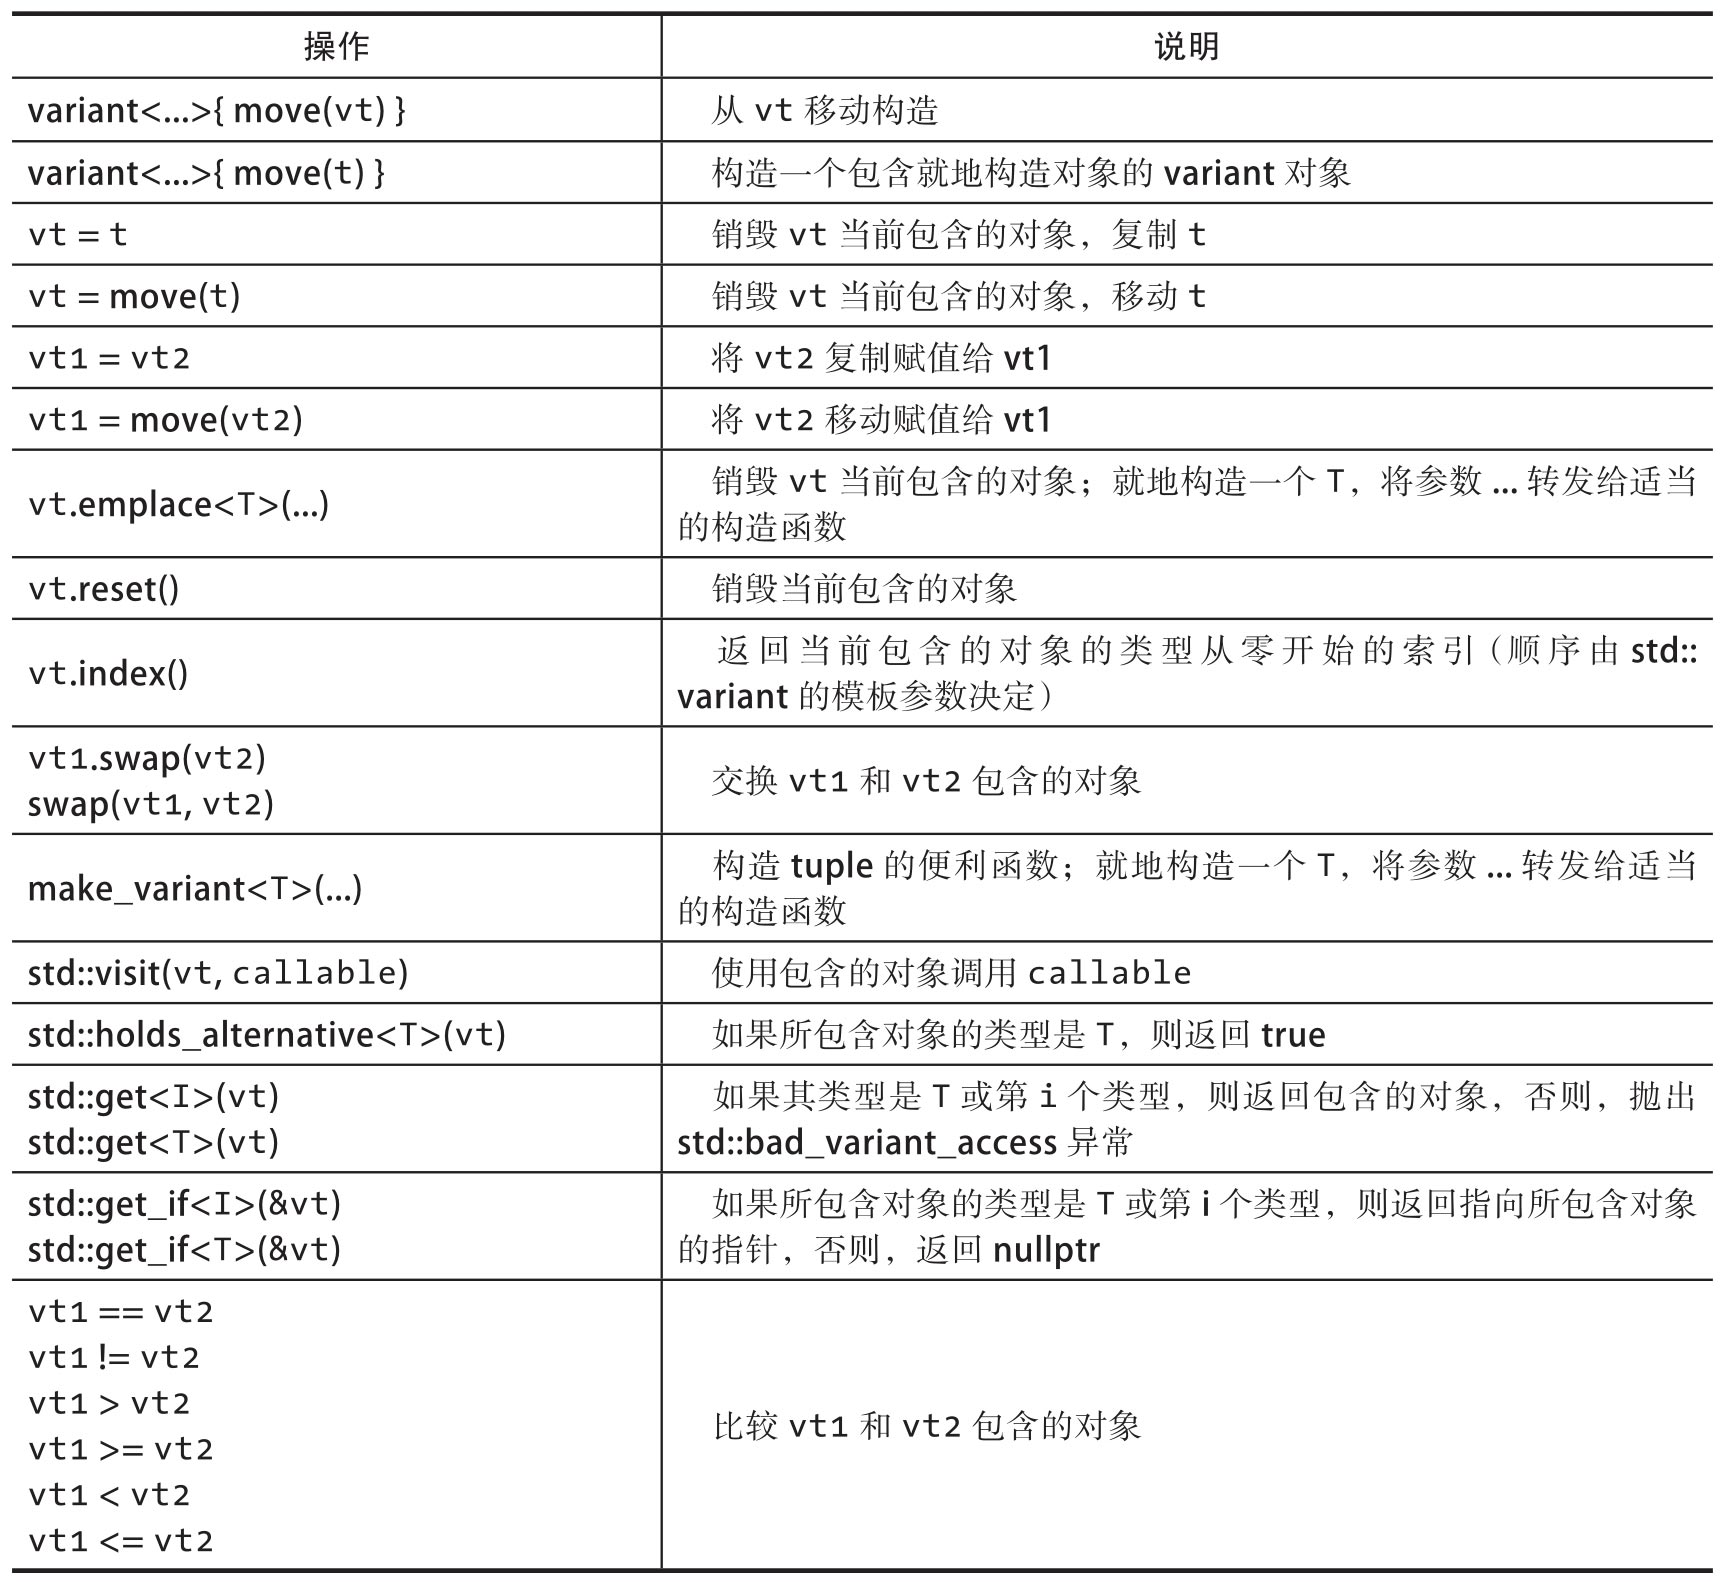 操作 说明
variant<...>{ move(vt) } 从 vt 移动构造
variant<...>{ move(t) } 构造一个包含就地构造对象的 variant 对象
vt = t 销毁 vt 当前包含的对象，复制 t
vt = move(t) 销毁 vt 当前包含的对象，移动 t
vt1 = vt2 将 vt2 复制赋值给 vt1
vt1 = move(vt2) 将 vt2 移动赋值给 vt1
vt.emplace<T>(...) 销毁 vt 当前包含的对象；就地构造一个 T，将参数 ... 转发给适当
的构造函数
vt.reset() 销毁当前包含的对象
vt.index() 返回当前包含的对象的类型从零开始的索引（顺序由 std::
variant 的模板参数决定）
vt1.swap(vt2)
swap(vt1, vt2)
交换 vt1 和 vt2 包含的对象
make_variant<T>(...) 构造 tuple 的便利函数；就地构造一个 T，将参数 ... 转发给适当
的构造函数
std::visit(vt, callable) 使用包含的对象调用 callable
std::holds_alternative<T>(vt) 如果所包含对象的类型是 T，则返回 true
std::get<I>(vt)
std::get<T>(vt)
如果其类型是 T 或第 i 个类型，则返回包含的对象，否则，抛出
std::bad_variant_access 异常
std::get_if<I>(&vt)
std::get_if<T>(&vt)
如果所包含对象的类型是 T 或第 i 个类型，则返回指向所包含对象
的指针，否则，返回 nullptr
vt1 == vt2
vt1 != vt2
vt1 > vt2
vt1 >= vt2
vt1 < vt2
vt1 <= vt2
比较 vt1 和 vt2 包含的对象